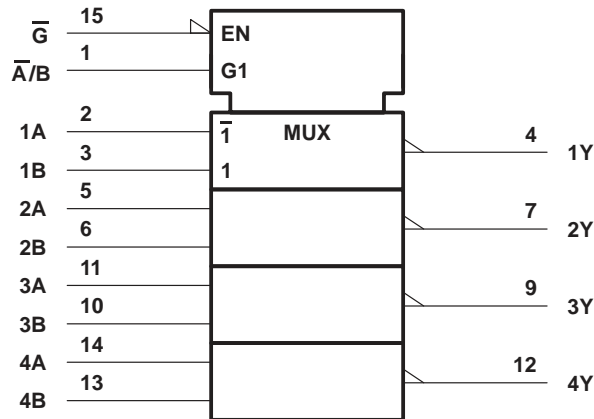 G̅ 15 EN
A̅/B 1 G1
MUX
1A 2 1̅
1B 3 1
4 1Y
2A 5
2B 6
7 2Y
3A 11
3B 10
9 3Y
4A 14
4B 13
12 4Y